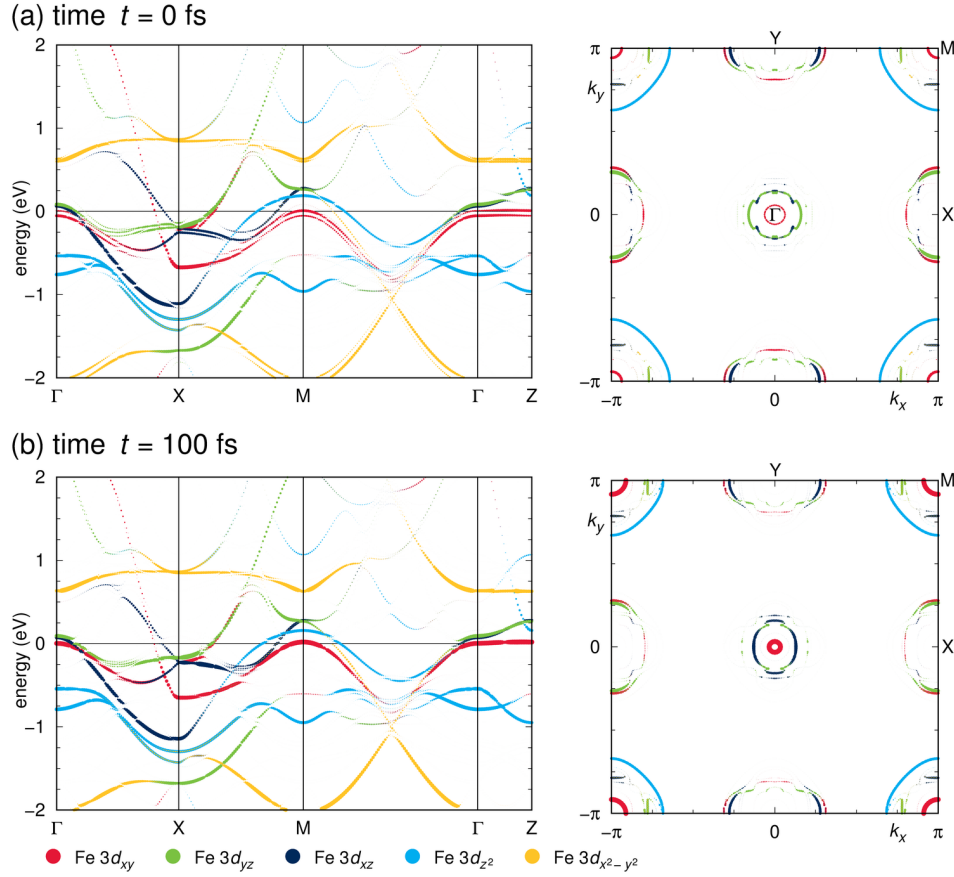 (a) time t = 0 fs
energy (eV)
2
1
0
−1
−2
Γ X M Γ Z
Y
M
π
k_y
0
Γ
X
−π
−π 0 k_x π
(b) time t = 100 fs
energy (eV)
2
1
0
−1
−2
Γ X M Γ Z
Y
M
π
k_y
0
X
−π
−π 0 k_x π
Fe 3d_xy Fe 3d_yz Fe 3d_xz Fe 3d_z² Fe 3d_x²−y²